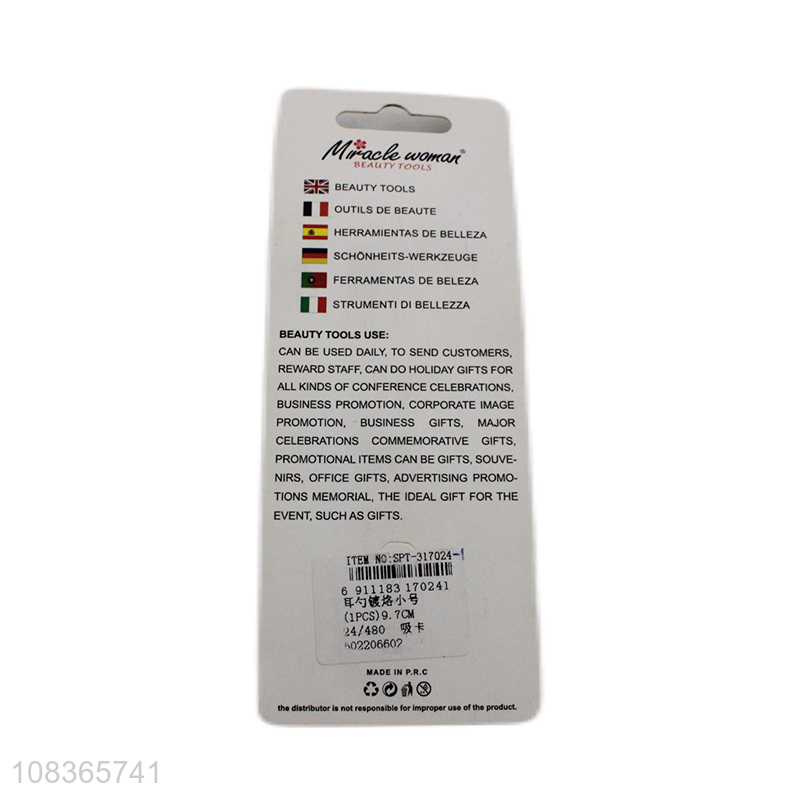 Miracle woman®
BEAUTY TOOLS
BEAUTY TOOLS
OUTILS DE BEAUTE
HERRAMIENTAS DE BELLEZA
SCHÖNHEITS-WERKZEUGE
FERRAMENTAS DE BELEZA
STRUMENTI DI BELLEZZA
BEAUTY TOOLS USE:
CAN BE USED DAILY, TO SEND CUSTOMERS,
REWARD STAFF, CAN DO HOLIDAY GIFTS FOR
ALL KINDS OF CONFERENCE CELEBRATIONS,
BUSINESS PROMOTION, CORPORATE IMAGE
PROMOTION, BUSINESS GIFTS, MAJOR
CELEBRATIONS COMMEMORATIVE GIFTS,
PROMOTIONAL ITEMS CAN BE GIFTS, SOUVE-
NIRS, OFFICE GIFTS, ADVERTISING PROMO-
TIONS MEMORIAL, THE IDEAL GIFT FOR THE
EVENT, SUCH AS GIFTS.
ITEM NO:SPT-317024-1
6 911183 170241
耳勺镀烙小号
(1PCS)9.7CM
24/480 吸卡
502206602
MADE IN P.R.C
the distributor is not responsible for improper use of the product.
108365741
sellersunion online